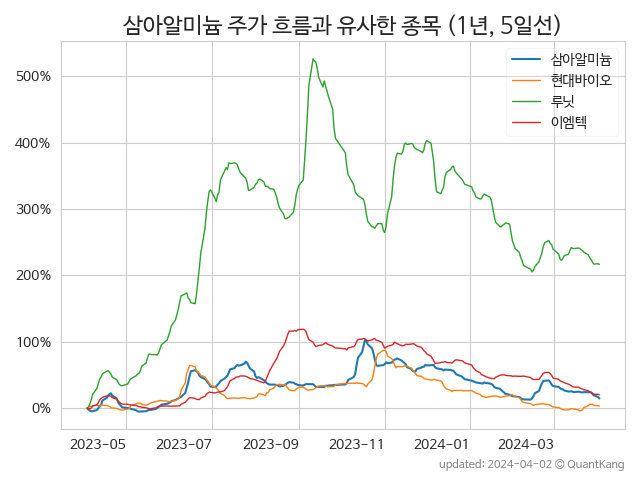 삼아알미늄 주가 흐름과 유사한 종목 (1년, 5일선)
삼아알미늄
현대바이오
루닛
이엠텍
500%
400%
300%
200%
100%
0%
2023-05 2023-07 2023-09 2023-11 2024-01 2024-03
updated: 2024-04-02 © QuantKang